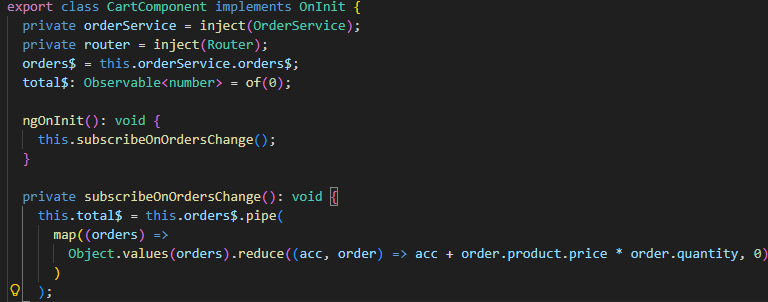 export class CartComponent implements OnInit {
  private orderService = inject(OrderService);
  private router = inject(Router);
  orders$ = this.orderService.orders$;
  total$: Observable<number> = of(0);

  ngOnInit(): void {
    this.subscribeOnOrdersChange();
  }

  private subscribeOnOrdersChange(): void {
    this.total$ = this.orders$.pipe(
      map((orders) =>
        Object.values(orders).reduce((acc, order) => acc + order.product.price * order.quantity, 0)
      )
    );